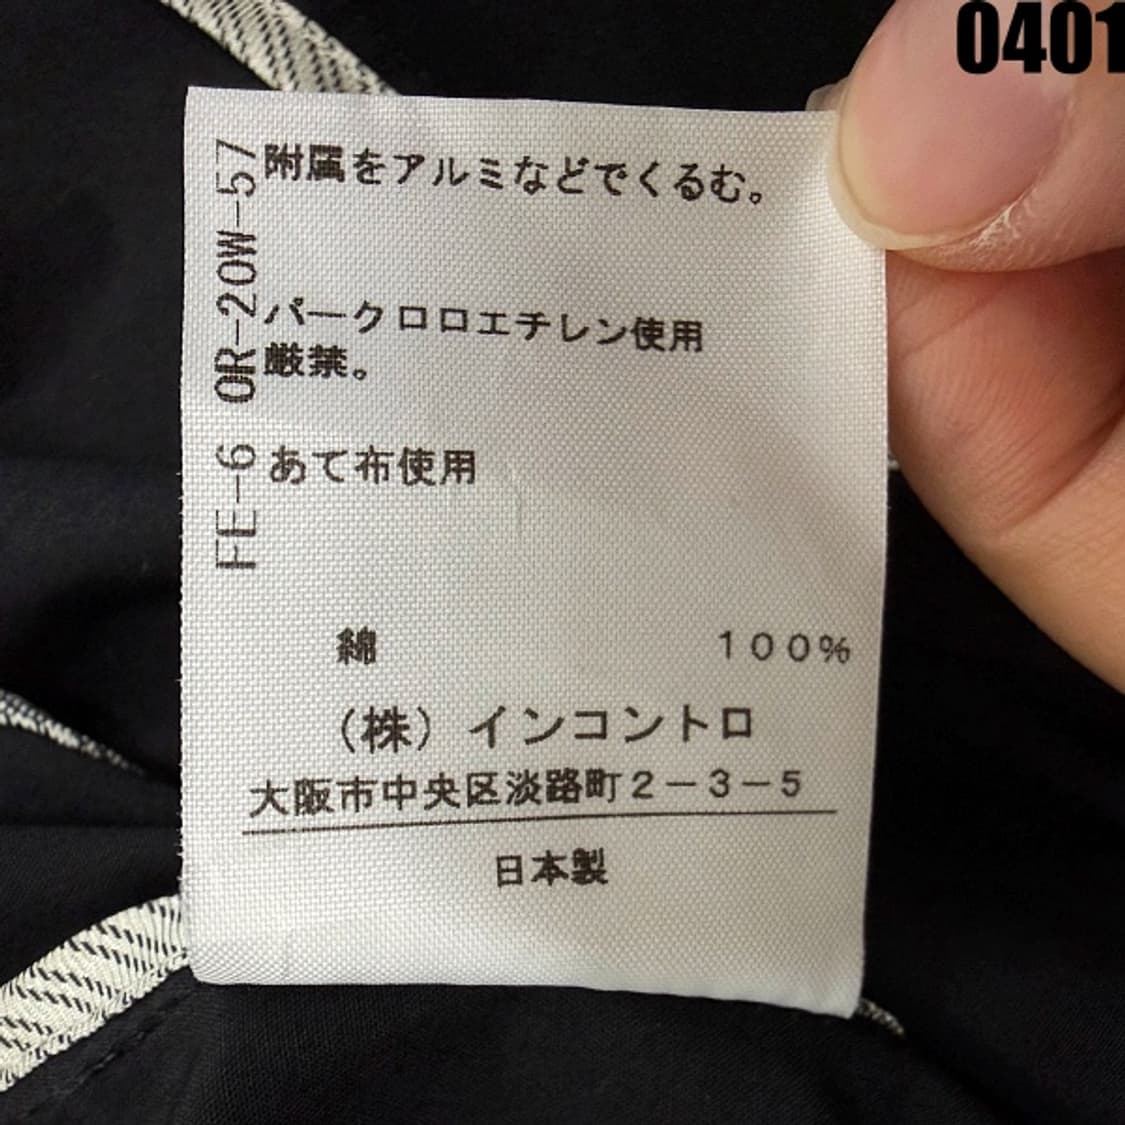 0401
附属をアルミなどでくるむ。
パークロロエチレン使用
厳禁。
あて布使用
FE-6 OR-20W-57
綿 100%
(株) インコントロ
大阪市中央区淡路町2-3-5
日本製